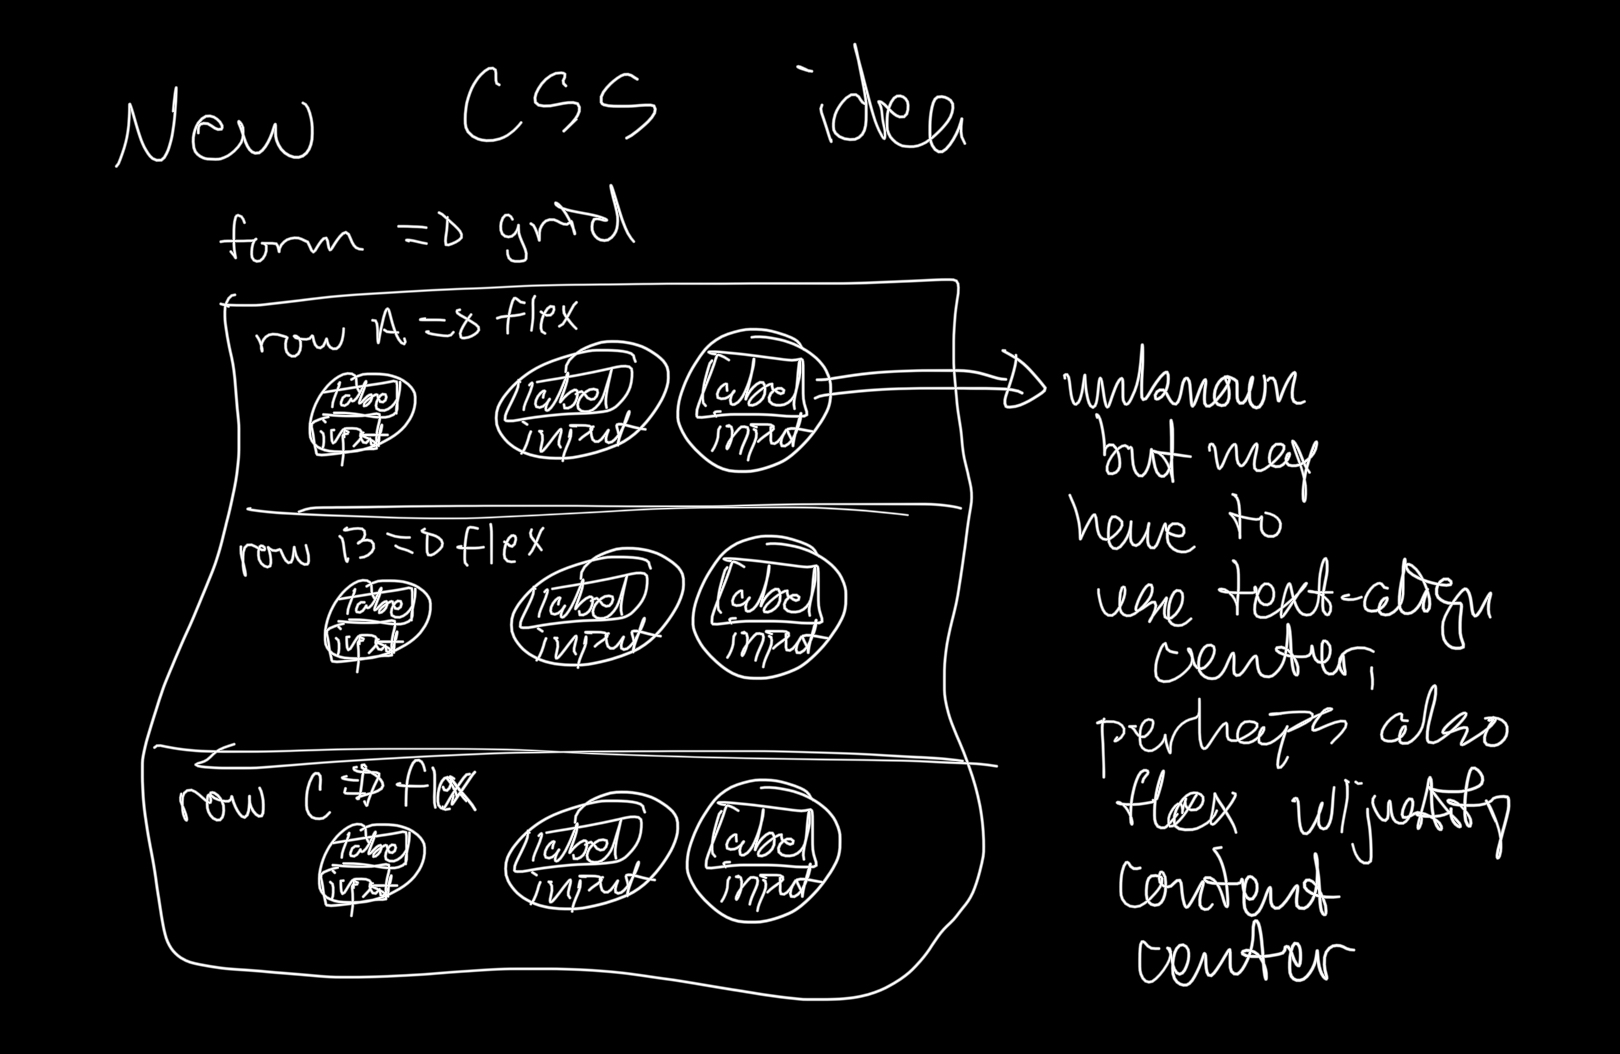 New CSS idea
form => grid
row A => flex
label label label
input input input
unknown
but may
have to
use text-align
center,
perhaps also
flex w/justify
content
center
row B => flex
label label label
input input input
row C => flex
label label label
input input input